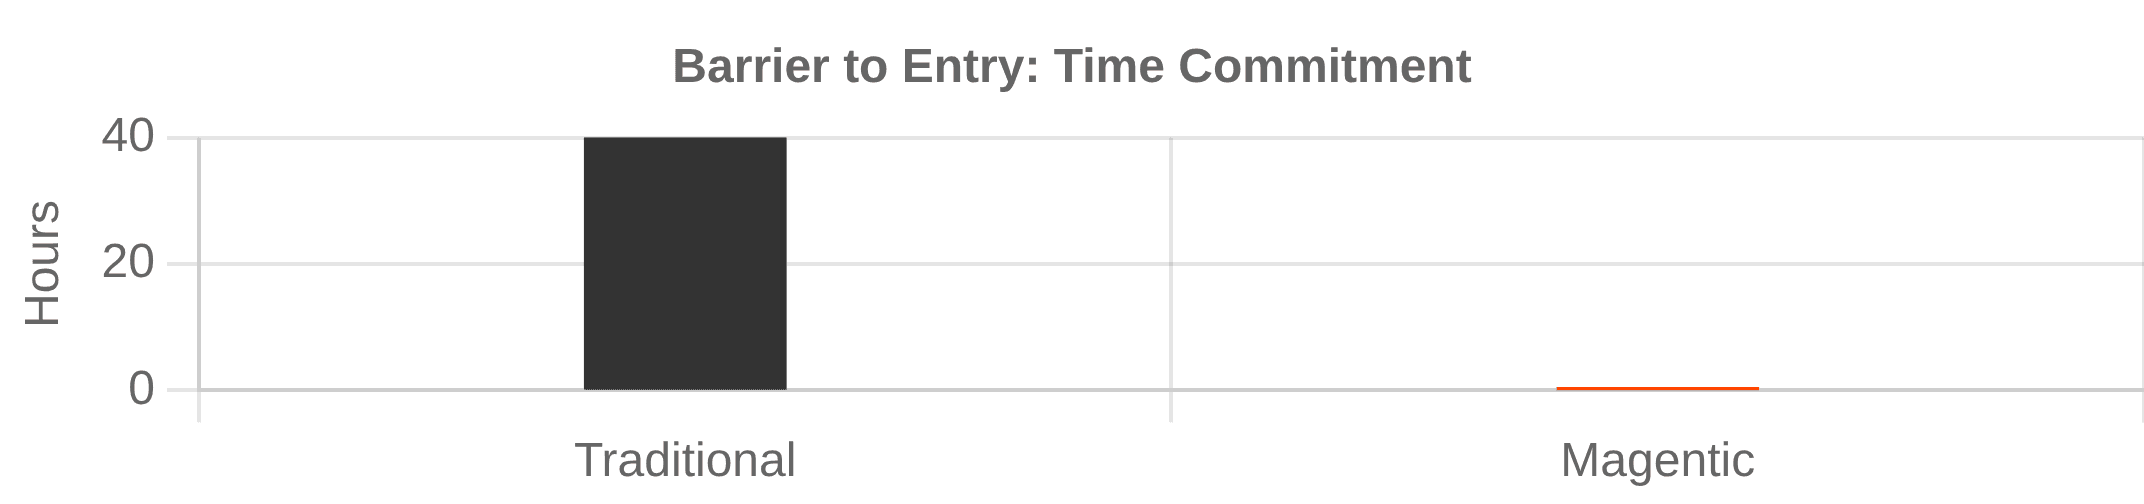 Barrier to Entry: Time Commitment
40
20
0
Hours
Traditional
Magentic